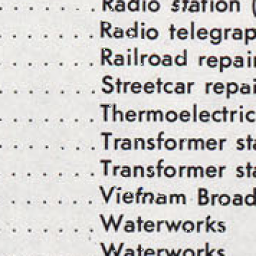 . . . . . Radio station (
. . . . . Radio telegrap
. . . . . Railroad repair
. . . . . Streetcar repai
. . . . . Thermoelectric
. . . . . Transformer sta
. . . . . Transformer sta
. . . . . Vietnam Broad
. . . . . Waterworks
. . . . . Waterworks